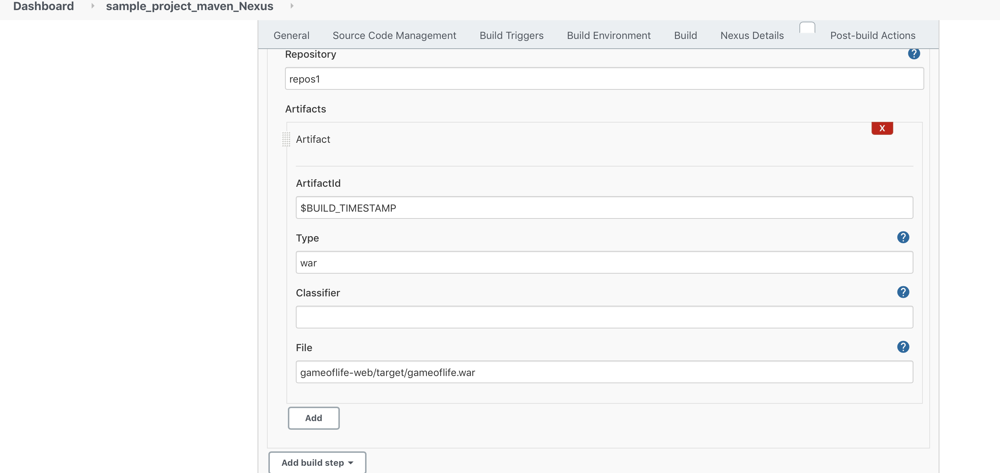 Dashboard sample_project_maven_Nexus
General Source Code Management Build Triggers Build Environment Build Nexus Details Post-build Actions
Repository ?
repos1
Artifacts
X
Artifact
ArtifactId
$BUILD_TIMESTAMP
Type ?
war
Classifier ?
File ?
gameoflife-web/target/gameoflife.war
Add
Add build step